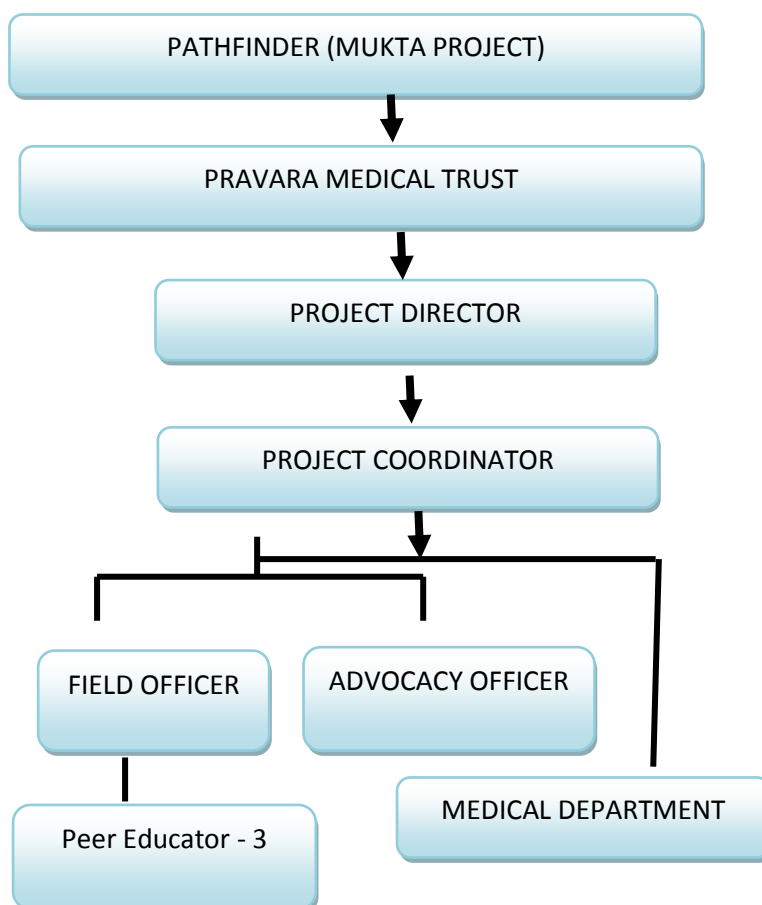 PATHFINDER (MUKTA PROJECT)
PRAVARA MEDICAL TRUST
PROJECT DIRECTOR
PROJECT COORDINATOR
FIELD OFFICER
ADVOCACY OFFICER
MEDICAL DEPARTMENT
Peer Educator - 3